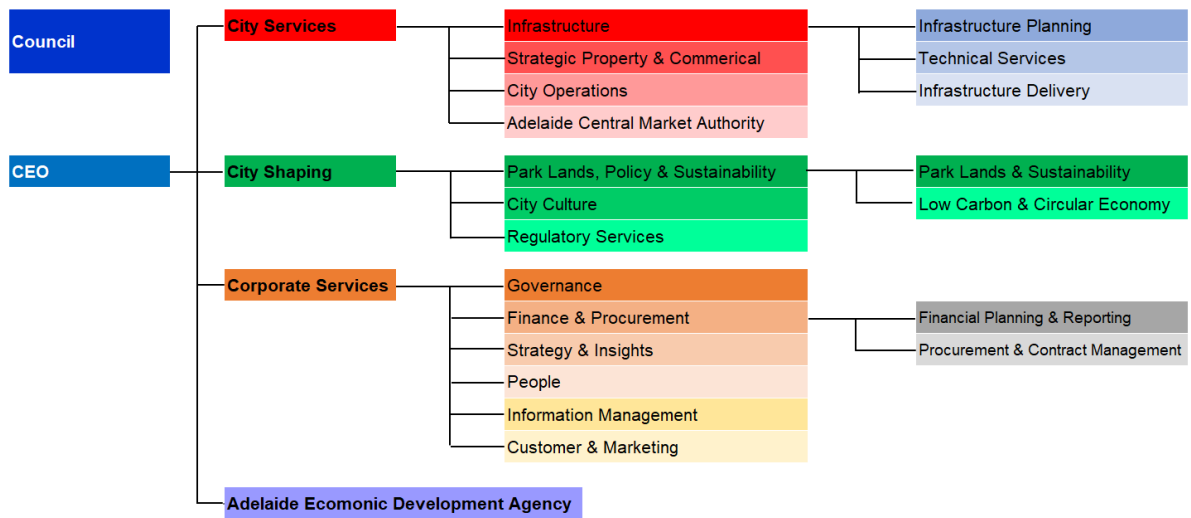 Council
City Services
Infrastructure
Infrastructure Planning
Strategic Property & Commerical
Technical Services
City Operations
Infrastructure Delivery
Adelaide Central Market Authority
CEO
City Shaping
Park Lands, Policy & Sustainability
Park Lands & Sustainability
City Culture
Low Carbon & Circular Economy
Regulatory Services
Corporate Services
Governance
Finance & Procurement
Financial Planning & Reporting
Strategy & Insights
Procurement & Contract Management
People
Information Management
Customer & Marketing
Adelaide Ecomonic Development Agency